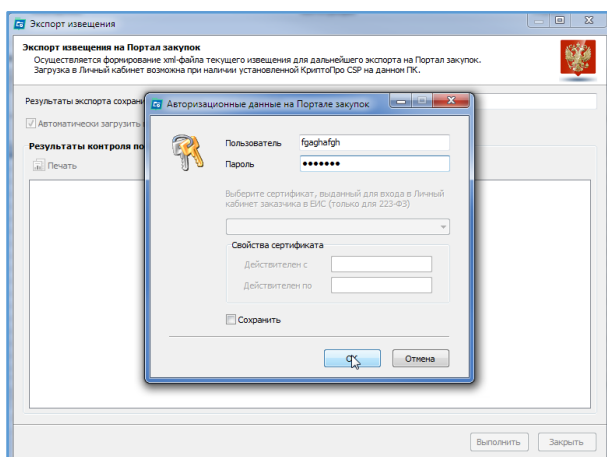 Экспорт извещения
Экспорт извещения на Портал закупок
Осуществляется формирование xml-файла текущего извещения для дальнейшего экспорта на Портал закупок.
Загрузка в Личный кабинет возможна при наличии установленной КриптоПро CSP на данном ПК.
Результаты экспорта сохрани
Автоматически загрузить
Результаты контроля по
Печать
Авторизационные данные на Портале закупок
Пользователь fgaghafgh
Пароль •••••••
Выберите сертификат, выданный для входа в Личный
кабинет заказчика в ЕИС (только для 223-ФЗ)
Свойства сертификата
Действителен с
Действителен по
Сохранить
OK Отмена
Выполнить Закрыть